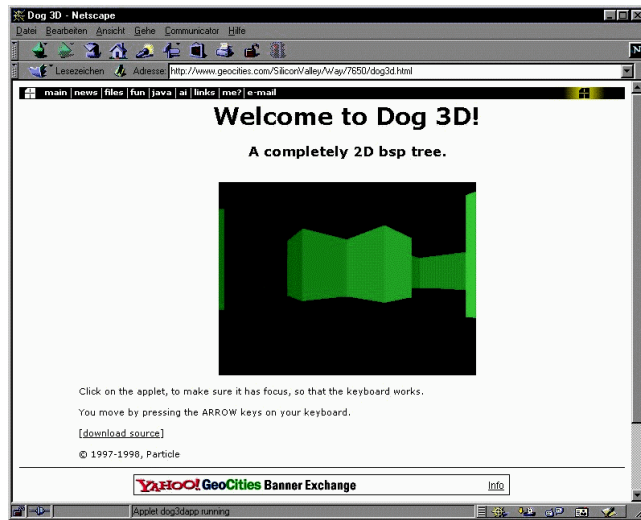 Dog 3D - Netscape
Datei Bearbeiten Ansicht Gehe Communicator Hilfe
Lesezeichen Adresse: http://www.geocities.com/SiliconValley/Way/7650/dog3d.html
main | news | files | fun | java | ai | links | me? | e-mail
Welcome to Dog 3D!
A completely 2D bsp tree.
Click on the applet, to make sure it has focus, so that the keyboard works.
You move by pressing the ARROW keys on your keyboard.
[download source]
© 1997-1998, Particle
YAHOO! GeoCities Banner Exchange Info
Applet dog3dapp running